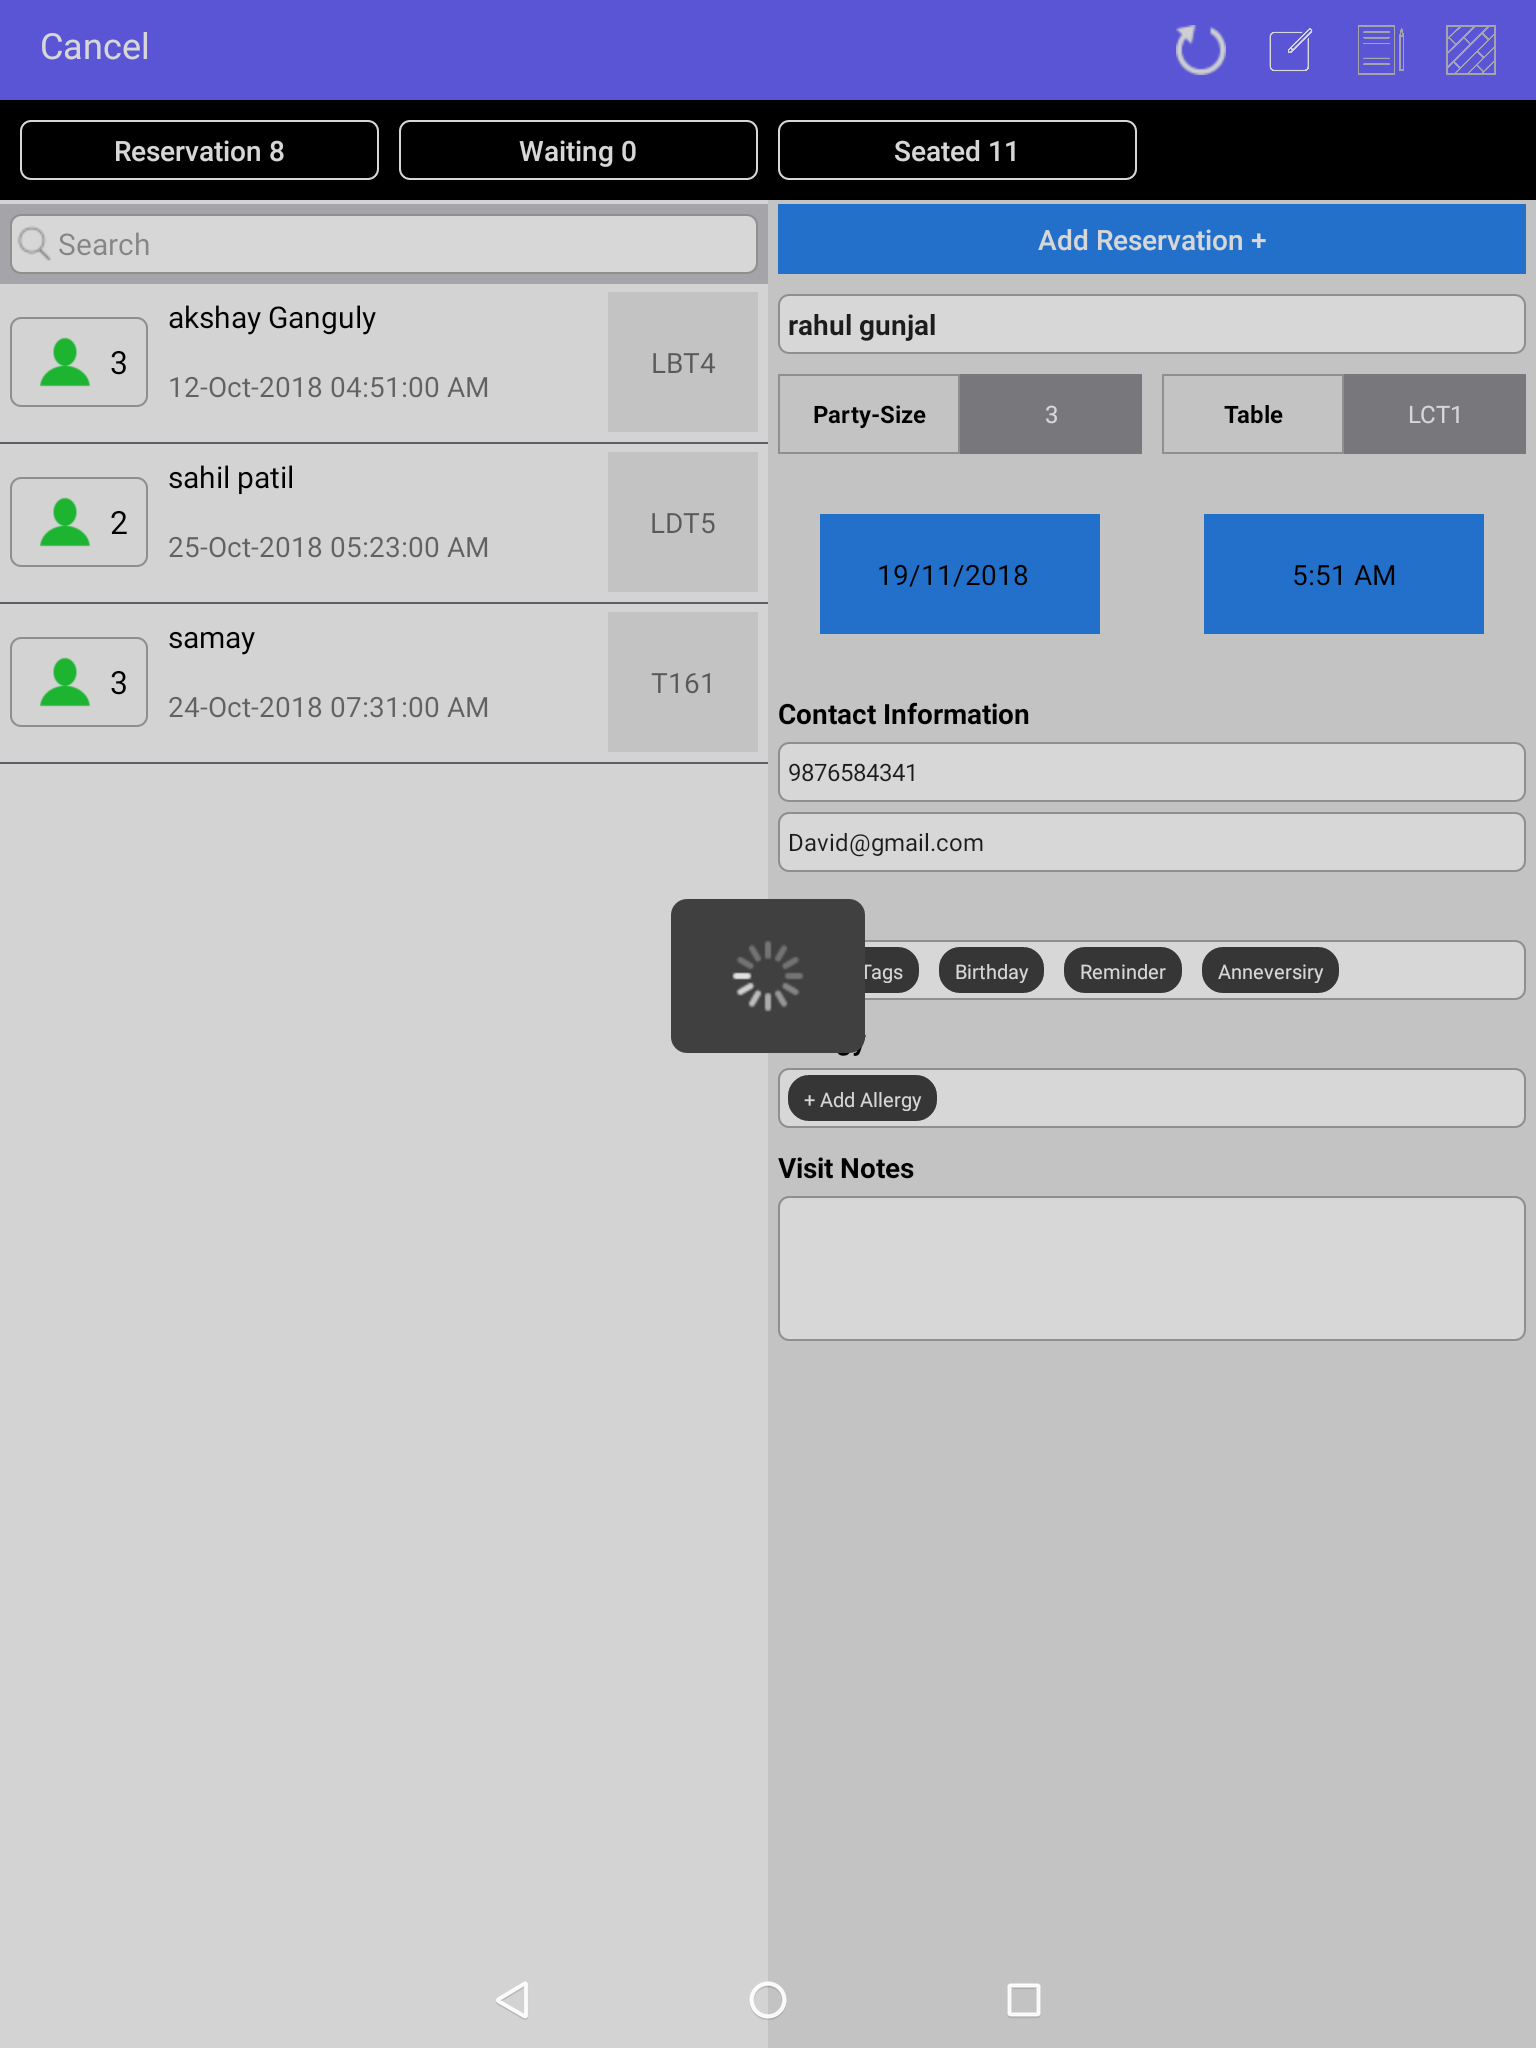 Cancel
Reservation 8
Waiting 0
Seated 11
Search
akshay Ganguly
3
12-Oct-2018 04:51:00 AM
LBT4
sahil patil
2
25-Oct-2018 05:23:00 AM
LDT5
samay
3
24-Oct-2018 07:31:00 AM
T161
Add Reservation +
rahul gunjal
Party-Size
3
Table
LCT1
19/11/2018
5:51 AM
Contact Information
9876584341
David@gmail.com
Tags
Birthday
Reminder
Anneversiry
+ Add Allergy
Visit Notes